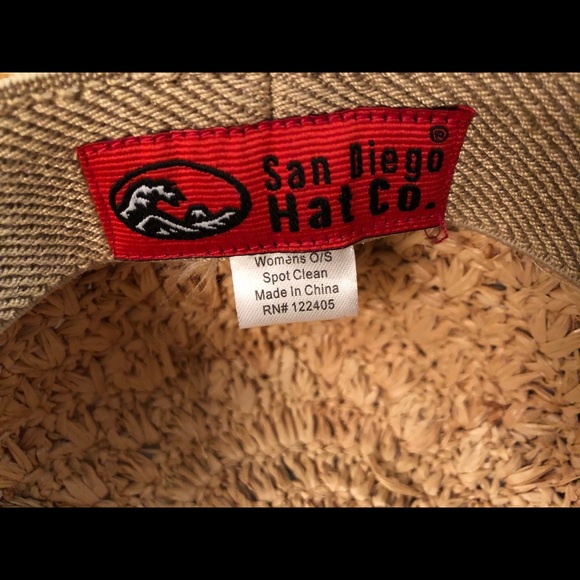 San Diego®
Hat Co.
Womens O/S
Spot Clean
Made In China
RN# 122405